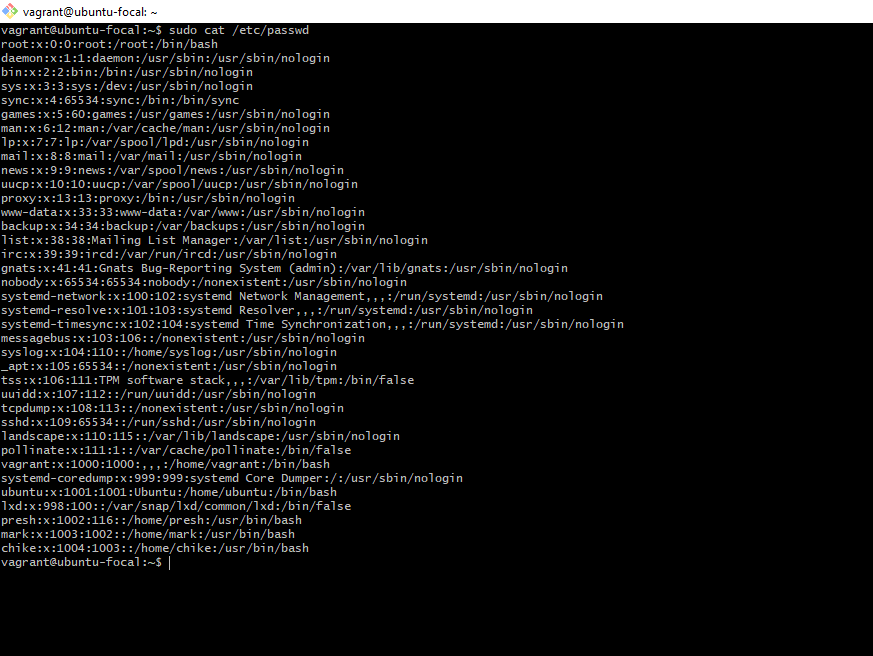 vagrant@ubuntu-focal: ~
vagrant@ubuntu-focal:~$ sudo cat /etc/passwd
root:x:0:0:root:/root:/bin/bash
daemon:x:1:1:daemon:/usr/sbin:/usr/sbin/nologin
bin:x:2:2:bin:/bin:/usr/sbin/nologin
sys:x:3:3:sys:/dev:/usr/sbin/nologin
sync:x:4:65534:sync:/bin:/bin/sync
games:x:5:60:games:/usr/games:/usr/sbin/nologin
man:x:6:12:man:/var/cache/man:/usr/sbin/nologin
lp:x:7:7:lp:/var/spool/lpd:/usr/sbin/nologin
mail:x:8:8:mail:/var/mail:/usr/sbin/nologin
news:x:9:9:news:/var/spool/news:/usr/sbin/nologin
uucp:x:10:10:uucp:/var/spool/uucp:/usr/sbin/nologin
proxy:x:13:13:proxy:/bin:/usr/sbin/nologin
www-data:x:33:33:www-data:/var/www:/usr/sbin/nologin
backup:x:34:34:backup:/var/backups:/usr/sbin/nologin
list:x:38:38:Mailing List Manager:/var/list:/usr/sbin/nologin
irc:x:39:39:ircd:/var/run/ircd:/usr/sbin/nologin
gnats:x:41:41:Gnats Bug-Reporting System (admin):/var/lib/gnats:/usr/sbin/nologin
nobody:x:65534:65534:nobody:/nonexistent:/usr/sbin/nologin
systemd-network:x:100:102:systemd Network Management,,,:/run/systemd:/usr/sbin/nologin
systemd-resolve:x:101:103:systemd Resolver,,,:/run/systemd:/usr/sbin/nologin
systemd-timesync:x:102:104:systemd Time Synchronization,,,:/run/systemd:/usr/sbin/nologin
messagebus:x:103:106::/nonexistent:/usr/sbin/nologin
syslog:x:104:110::/home/syslog:/usr/sbin/nologin
_apt:x:105:65534::/nonexistent:/usr/sbin/nologin
tss:x:106:111:TPM software stack,,,:/var/lib/tpm:/bin/false
uuidd:x:107:112::/run/uuidd:/usr/sbin/nologin
tcpdump:x:108:113::/nonexistent:/usr/sbin/nologin
sshd:x:109:65534::/run/sshd:/usr/sbin/nologin
landscape:x:110:115::/var/lib/landscape:/usr/sbin/nologin
pollinate:x:111:1::/var/cache/pollinate:/bin/false
vagrant:x:1000:1000:,,,:/home/vagrant:/bin/bash
systemd-coredump:x:999:999:systemd Core Dumper:/:/usr/sbin/nologin
ubuntu:x:1001:1001:Ubuntu:/home/ubuntu:/bin/bash
lxd:x:998:100::/var/snap/lxd/common/lxd:/bin/false
presh:x:1002:116::/home/presh:/usr/bin/bash
mark:x:1003:1002::/home/mark:/usr/bin/bash
chike:x:1004:1003::/home/chike:/usr/bin/bash
vagrant@ubuntu-focal:~$